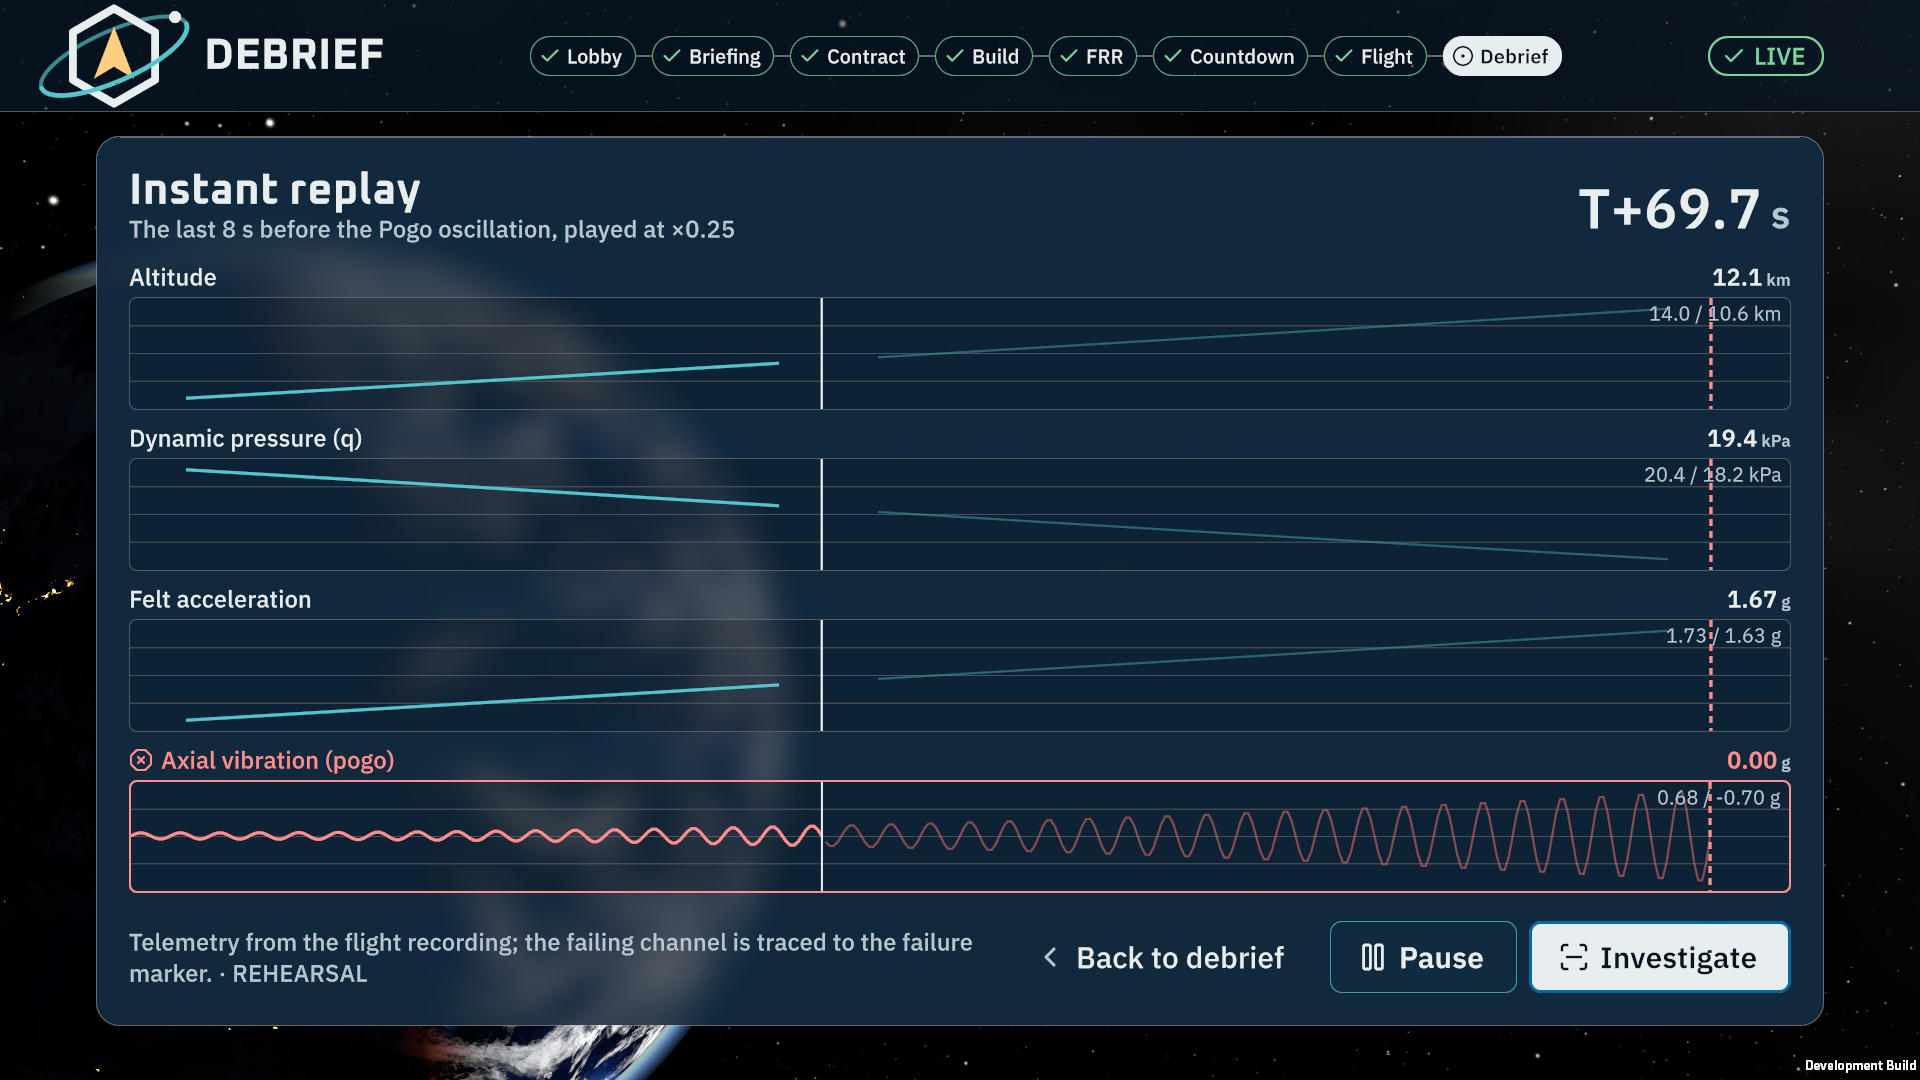 DEBRIEF
Lobby
Briefing
Contract
Build
FRR
Countdown
Flight
Debrief
LIVE
Instant replay
The last 8 s before the Pogo oscillation, played at ×0.25
T+69.7 s
Altitude
12.1 km
14.0 / 10.6 km
Dynamic pressure (q)
19.4 kPa
20.4 / 18.2 kPa
Felt acceleration
1.67 g
1.73 / 1.63 g
Axial vibration (pogo)
0.00 g
0.68 / -0.70 g
Telemetry from the flight recording; the failing channel is traced to the failure
marker. · REHEARSAL
Back to debrief
Pause
Investigate
Development Build